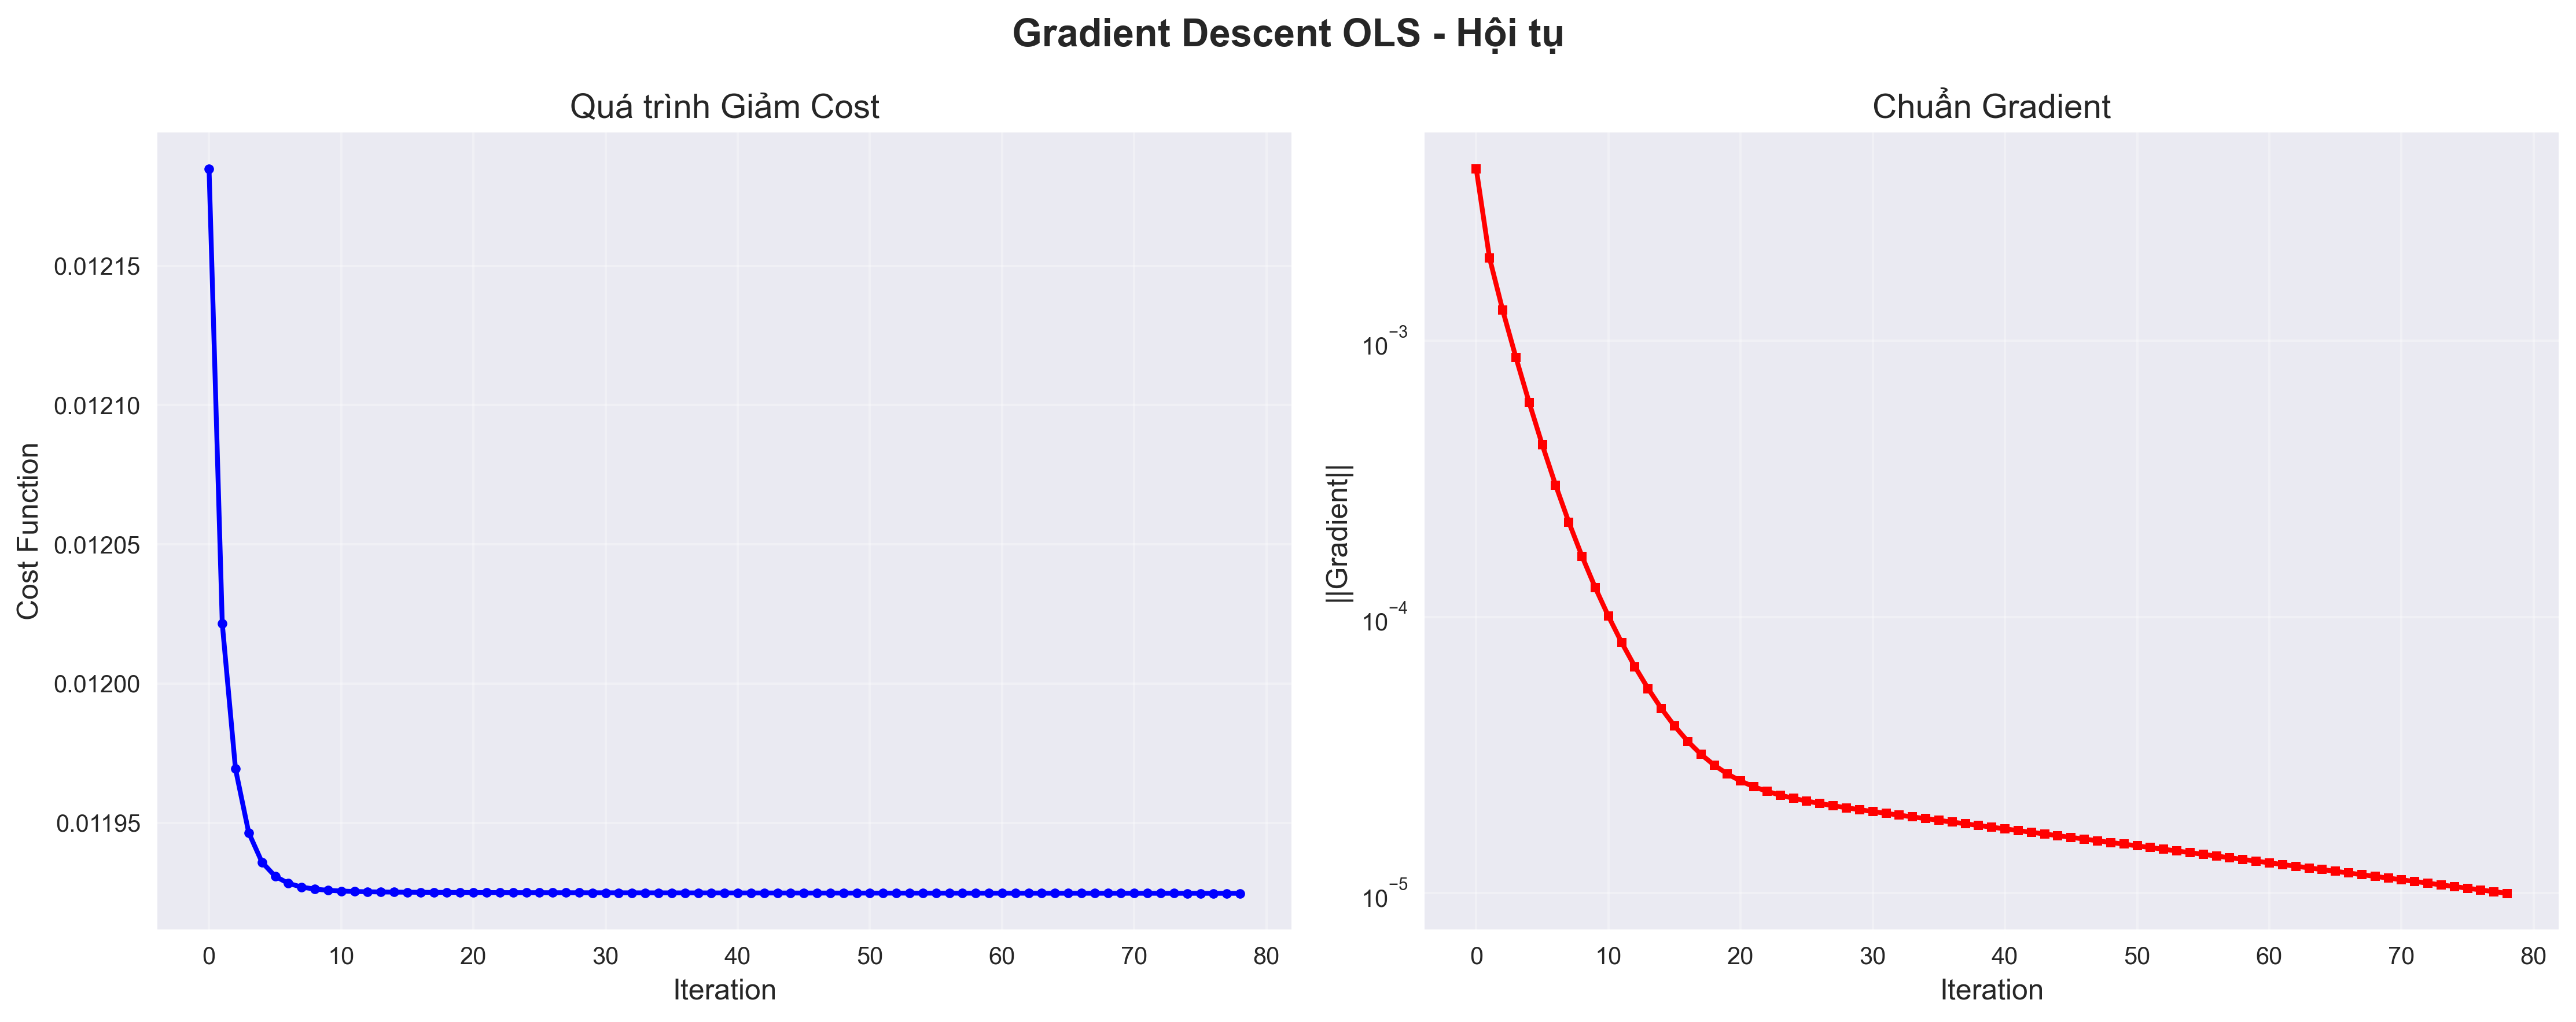 Gradient Descent OLS - Hội tụ
Quá trình Giảm Cost
Cost Function
0.01215
0.01210
0.01205
0.01200
0.01195
0 10 20 30 40 50 60 70 80
Iteration
Chuẩn Gradient
||Gradient||
10⁻³
10⁻⁴
10⁻⁵
0 10 20 30 40 50 60 70 80
Iteration